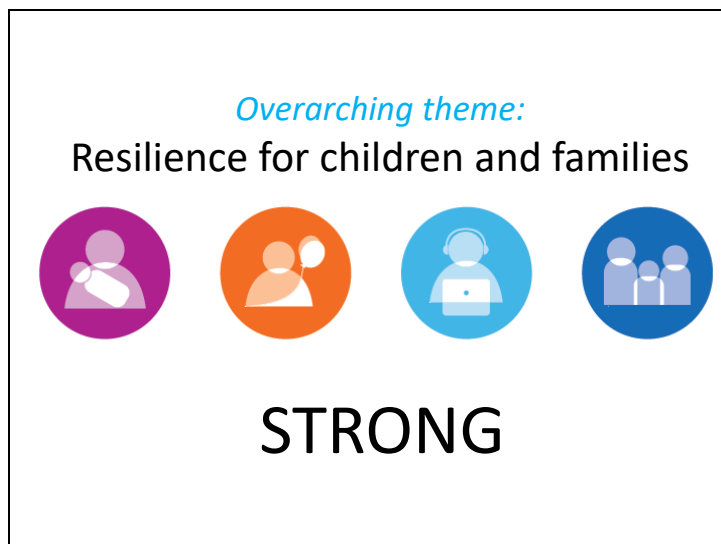 Overarching theme:
Resilience for children and families
STRONG